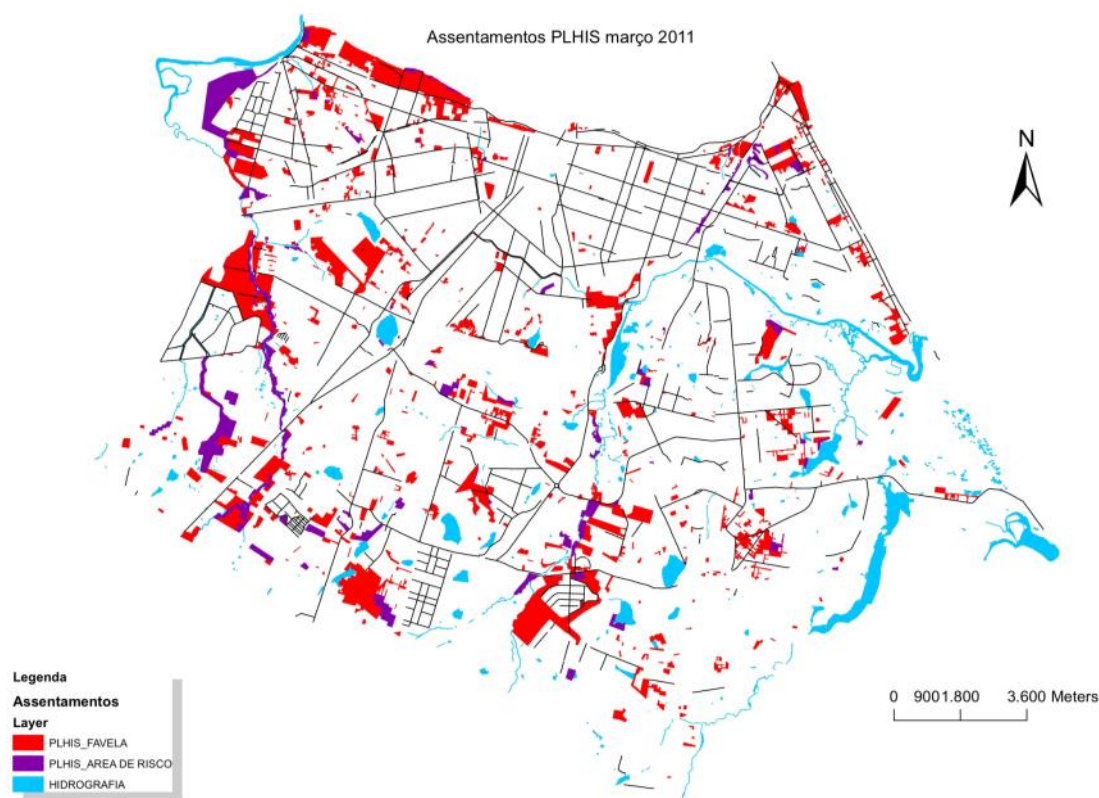 Assentamentos PLHIS março 2011
N
Legenda
Assentamentos
Layer
PLHIS_FAVELA
PLHIS_AREA DE RISCO
HIDROGRAFIA
0 9001.800 3.600 Meters